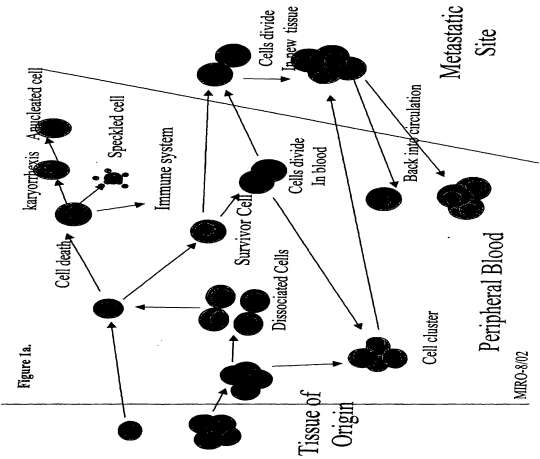 Figure 1a.
Tissue of
Origin
Cell death
karyorrhexis
Anucleated cell
Speckled cell
Immune system
Survivor Cell
Dissociated Cells
Cells divide
In blood
Cells divide
In new tissue
Cell cluster
Back into circulation
Peripheral Blood
Metastatic
Site
MIRO-8/02